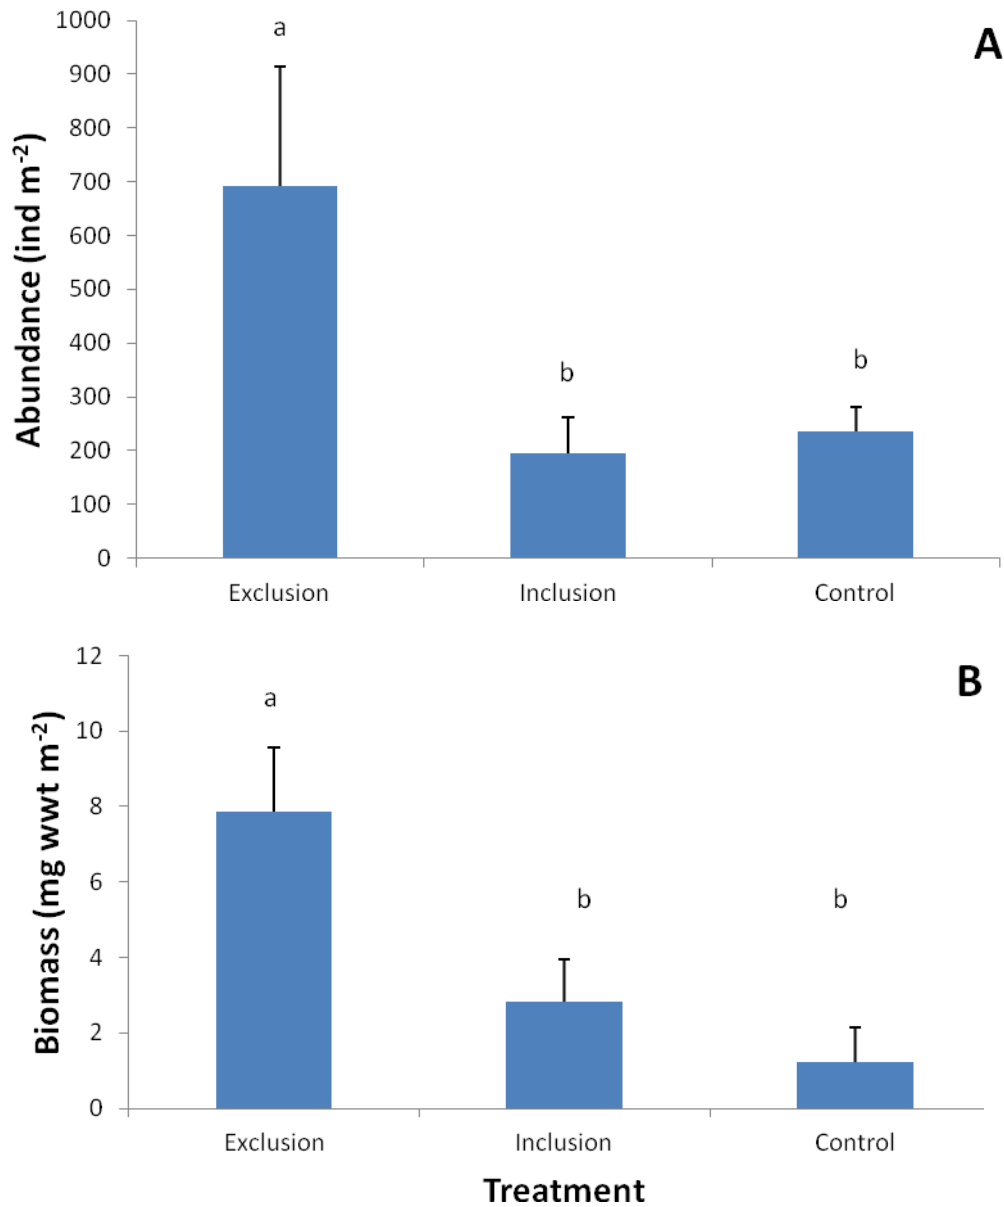 A
Abundance (ind m⁻²)
1000
900
800
700
600
500
400
300
200
100
0
a
b
b
Exclusion Inclusion Control
B
Biomass (mg wwt m⁻²)
12
10
8
6
4
2
0
a
b
b
Exclusion Inclusion Control
Treatment